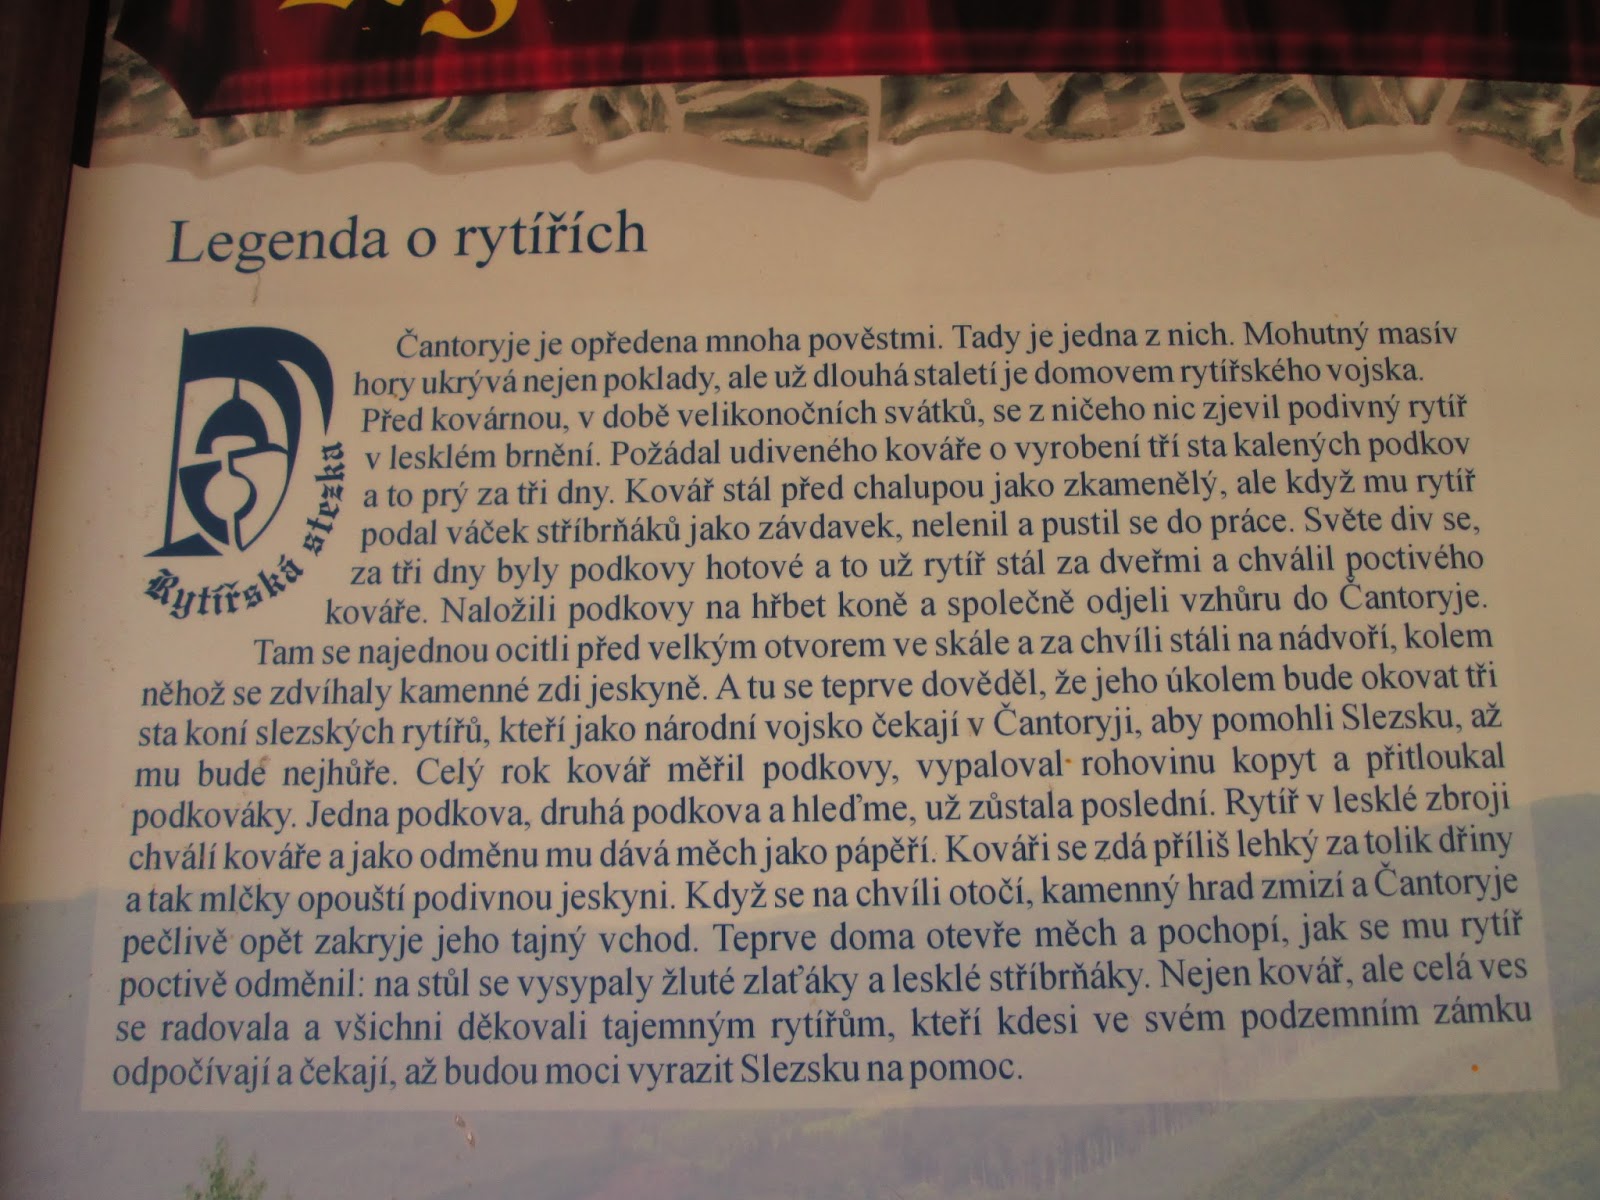 Legenda o rytířích
Čantoryje je opředena mnoha pověstmi. Tady je jedna z nich. Mohutný masív
hory ukrývá nejen poklady, ale už dlouhá staletí je domovem rytířského vojska.
Před kovárnou, v době velikonočních svátků, se z ničeho nic zjevil podivný rytíř
v lesklém brnění. Požádal udiveného kováře o vyrobení tří sta kalených podkov
a to prý za tři dny. Kovář stál před chalupou jako zkamenělý, ale když mu rytíř
podal váček stříbrňáků jako závdavek, nelenil a pustil se do práce. Světe div se,
za tři dny byly podkovy hotové a to už rytíř stál za dveřmi a chválil poctivého
kováře. Naložili podkovy na hřbet koně a společně odjeli vzhůru do Čantoryje.
Tam se najednou ocitli před velkým otvorem ve skále a za chvíli stáli na nádvoří, kolem
něhož se zdvíhaly kamenné zdi jeskyně. A tu se teprve dověděl, že jeho úkolem bude okovat tři
sta koní slezských rytířů, kteří jako národní vojsko čekají v Čantoryji, aby pomohli Slezsku, až
mu bude nejhůře. Celý rok kovář měřil podkovy, vypaloval rohovinu kopyt a přitloukal
podkováky. Jedna podkova, druhá podkova a hleďme, už zůstala poslední. Rytíř v lesklé zbroji
chválí kováře a jako odměnu mu dává měch jako pápěří. Kováři se zdá příliš lehký za tolik dřiny
a tak mlčky opouští podivnou jeskyni. Když se na chvíli otočí, kamenný hrad zmizí a Čantoryje
pečlivě opět zakryje jeho tajný vchod. Teprve doma otevře měch a pochopí, jak se mu rytíř
poctivě odměnil: na stůl se vysypaly žluté zlaťáky a lesklé stříbrňáky. Nejen kovář, ale celá ves
se radovala a všichni děkovali tajemným rytířům, kteří kdesi ve svém podzemním zámku
odpočívají a čekají, až budou moci vyrazit Slezsku na pomoc.
Rytířská stezka